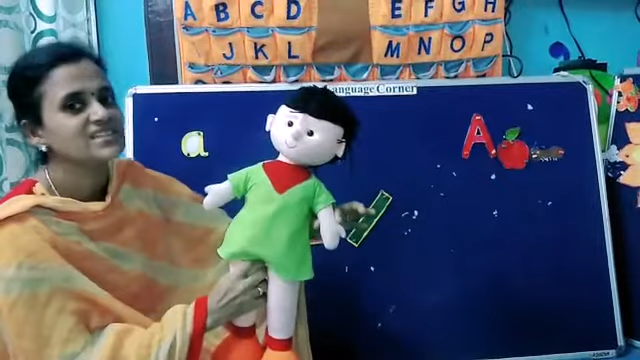 A B C D E F G H
I J K L M N O P
Language Corner
a A